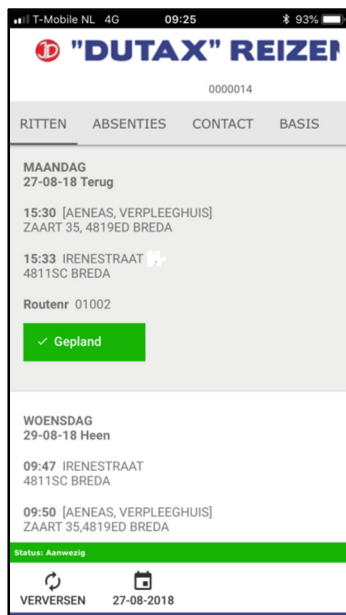 T-Mobile NL 4G 09:25 93%
JD "DUTAX" REIZEN
0000014
RITTEN ABSENTIES CONTACT BASIS
MAANDAG
27-08-18 Terug
15:30 [AENEAS, VERPLEEGHUIS]
ZAART 35, 4819ED BREDA
15:33 IRENESTRAAT
4811SC BREDA
Routenr 01002
✓ Gepland
WOENSDAG
29-08-18 Heen
09:47 IRENESTRAAT
4811SC BREDA
09:50 [AENEAS, VERPLEEGHUIS]
ZAART 35,4819ED BREDA
Status: Aanwezig
VERVERSEN 27-08-2018